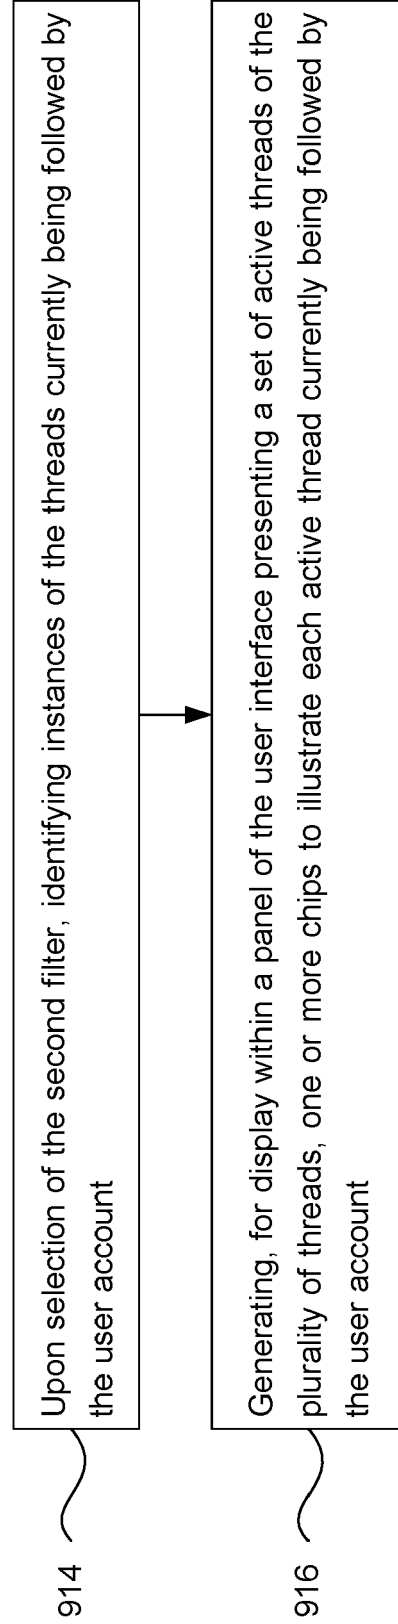 914
Upon selection of the second filter, identifying instances of the threads currently being followed by
the user account
916
Generating, for display within a panel of the user interface presenting a set of active threads of the
plurality of threads, one or more chips to illustrate each active thread currently being followed by
the user account